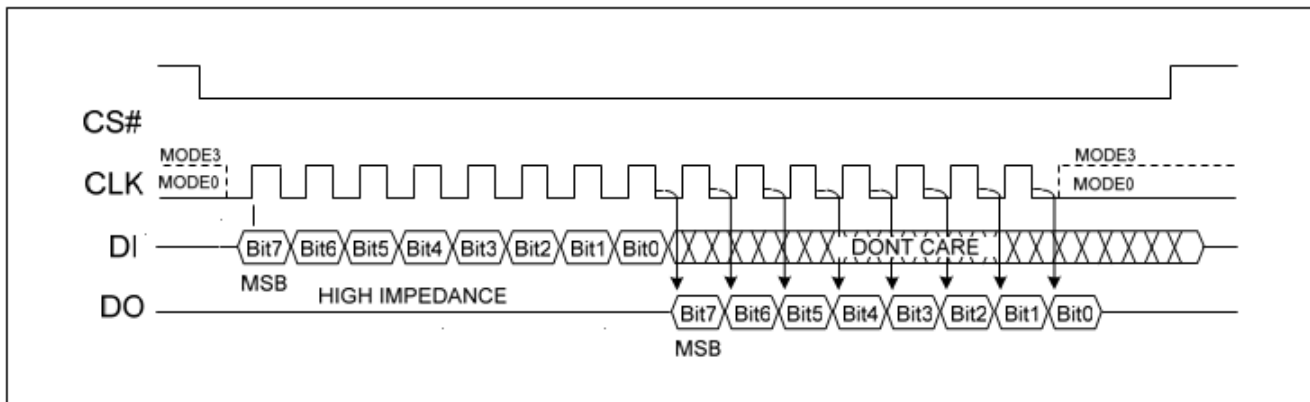 CS#
MODE3 MODE3
CLK MODE0 MODE0
DI Bit7 Bit6 Bit5 Bit4 Bit3 Bit2 Bit1 Bit0 DONT CARE
MSB
HIGH IMPEDANCE
DO Bit7 Bit6 Bit5 Bit4 Bit3 Bit2 Bit1 Bit0
MSB